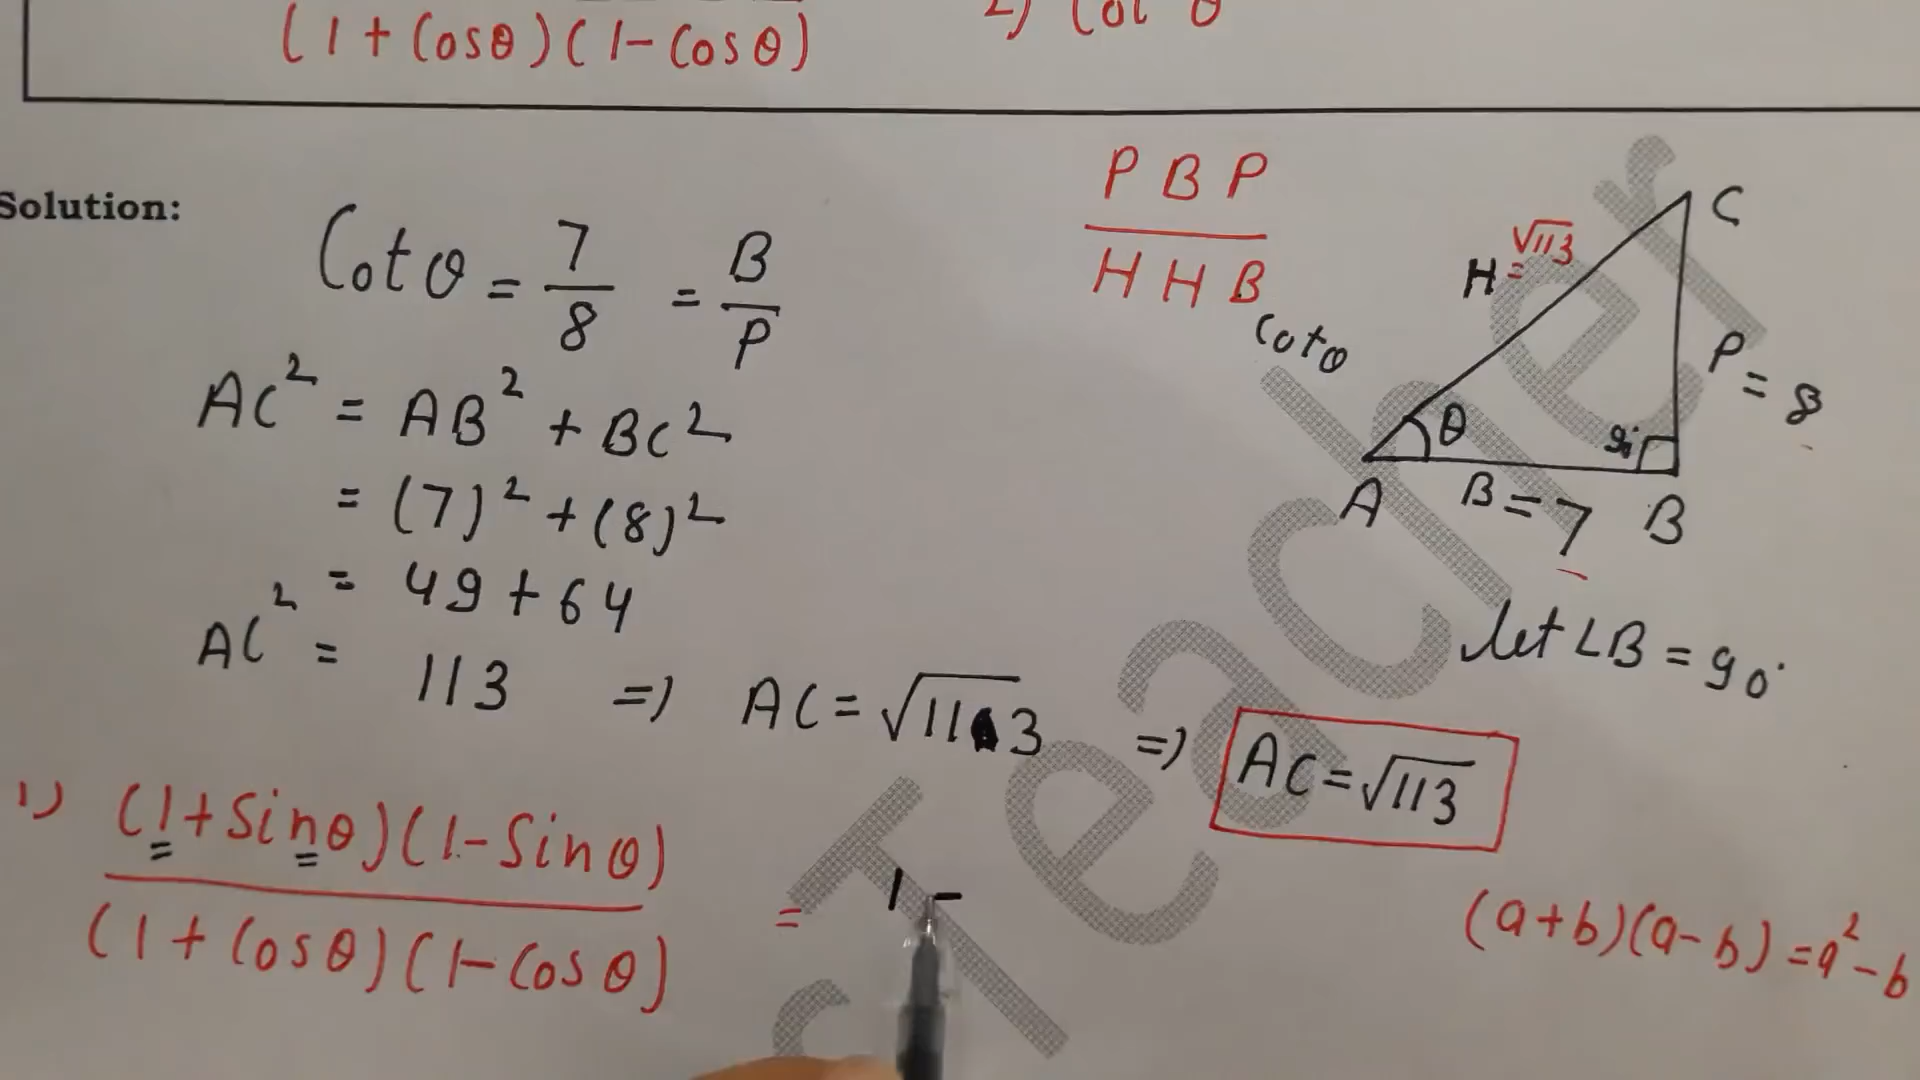 (1+Cosθ)(1-Cosθ)
2) Cot θ
Solution:
Cotθ = 7/8 = B/P
P B P
H H B
Cotθ
C
H = √113
P = 8
θ
90°
A
B = 7
B
let ∠B = 90°
AC² = AB² + BC²
= (7)² + (8)²
= 49 + 64
AC² = 113 => AC = √113 => AC = √113
1) (1+Sinθ)(1-Sinθ)
(1+Cosθ)(1-Cosθ)
= 1 -
(a+b)(a-b) = a² - b
Teacher